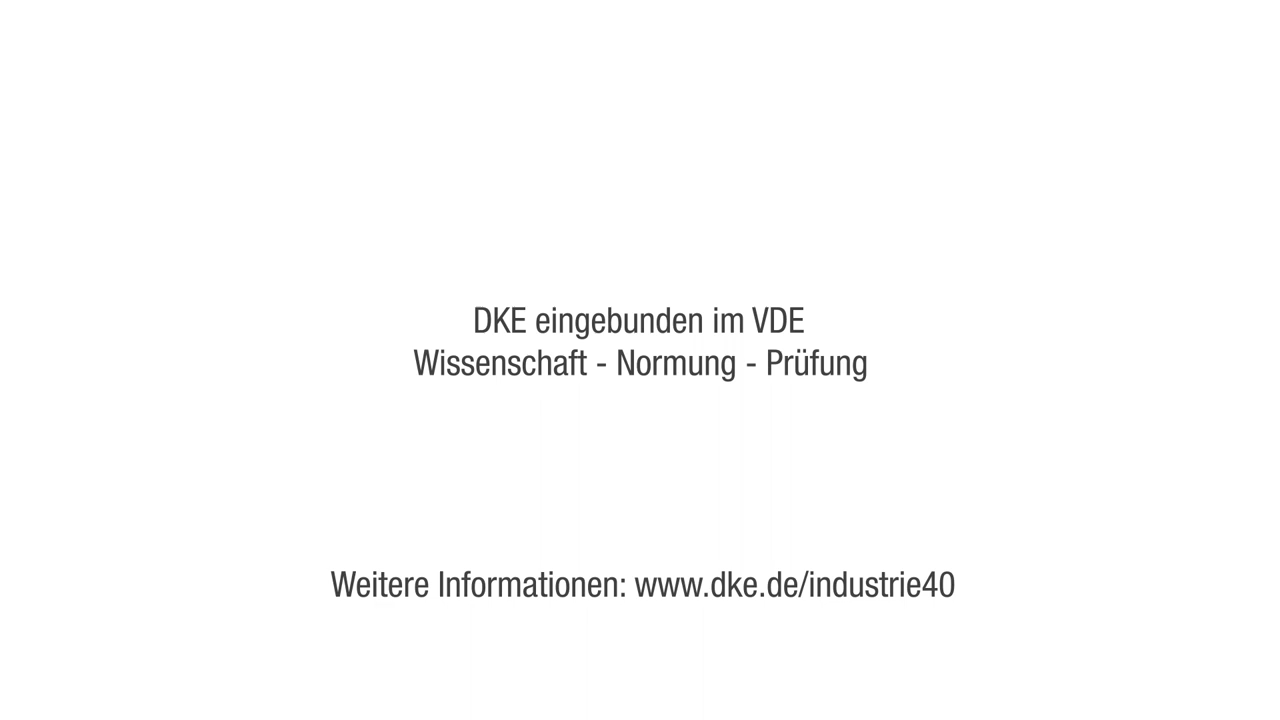 DKE eingebunden im VDE
Wissenschaft - Normung - Prüfung
Weitere Informationen: www.dke.de/industrie40